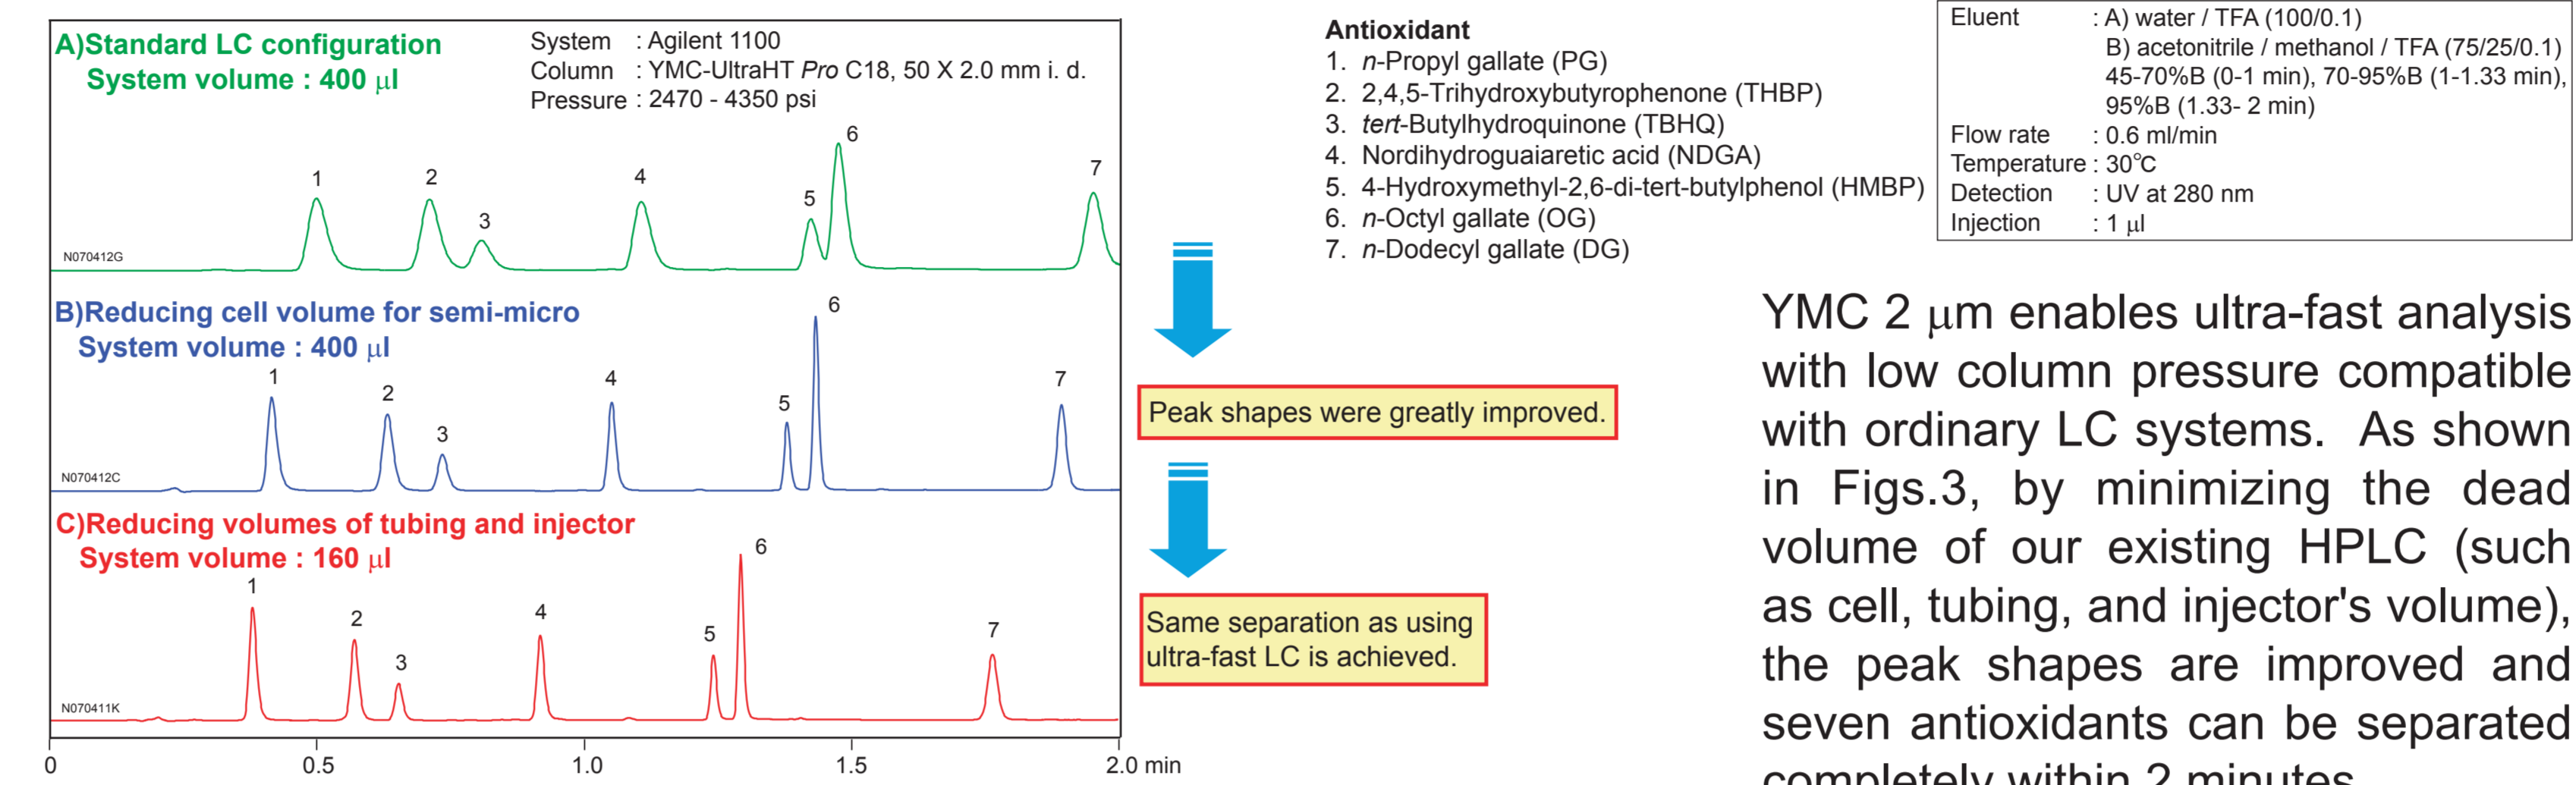 A)Standard LC configuration
System volume : 400 μl
System : Agilent 1100
Column : YMC-UltraHT Pro C18, 50 X 2.0 mm i. d.
Pressure : 2470 - 4350 psi
1
2
3
4
5
6
7
N070412G
B)Reducing cell volume for semi-micro
System volume : 400 μl
1
2
3
4
5
6
7
N070412C
C)Reducing volumes of tubing and injector
System volume : 160 μl
1
2
3
4
5
6
7
N070411K
0
0.5
1.0
1.5
2.0 min
Antioxidant
1. n-Propyl gallate (PG)
2. 2,4,5-Trihydroxybutyrophenone (THBP)
3. tert-Butylhydroquinone (TBHQ)
4. Nordihydroguaiaretic acid (NDGA)
5. 4-Hydroxymethyl-2,6-di-tert-butylphenol (HMBP)
6. n-Octyl gallate (OG)
7. n-Dodecyl gallate (DG)
Peak shapes were greatly improved.
Same separation as using
ultra-fast LC is achieved.
Eluent : A) water / TFA (100/0.1)
B) acetonitrile / methanol / TFA (75/25/0.1)
45-70%B (0-1 min), 70-95%B (1-1.33 min),
95%B (1.33- 2 min)
Flow rate : 0.6 ml/min
Temperature : 30℃
Detection : UV at 280 nm
Injection : 1 μl
YMC 2 μm enables ultra-fast analysis
with low column pressure compatible
with ordinary LC systems. As shown
in Figs.3, by minimizing the dead
volume of our existing HPLC (such
as cell, tubing, and injector's volume),
the peak shapes are improved and
seven antioxidants can be separated
completely within 2 minutes